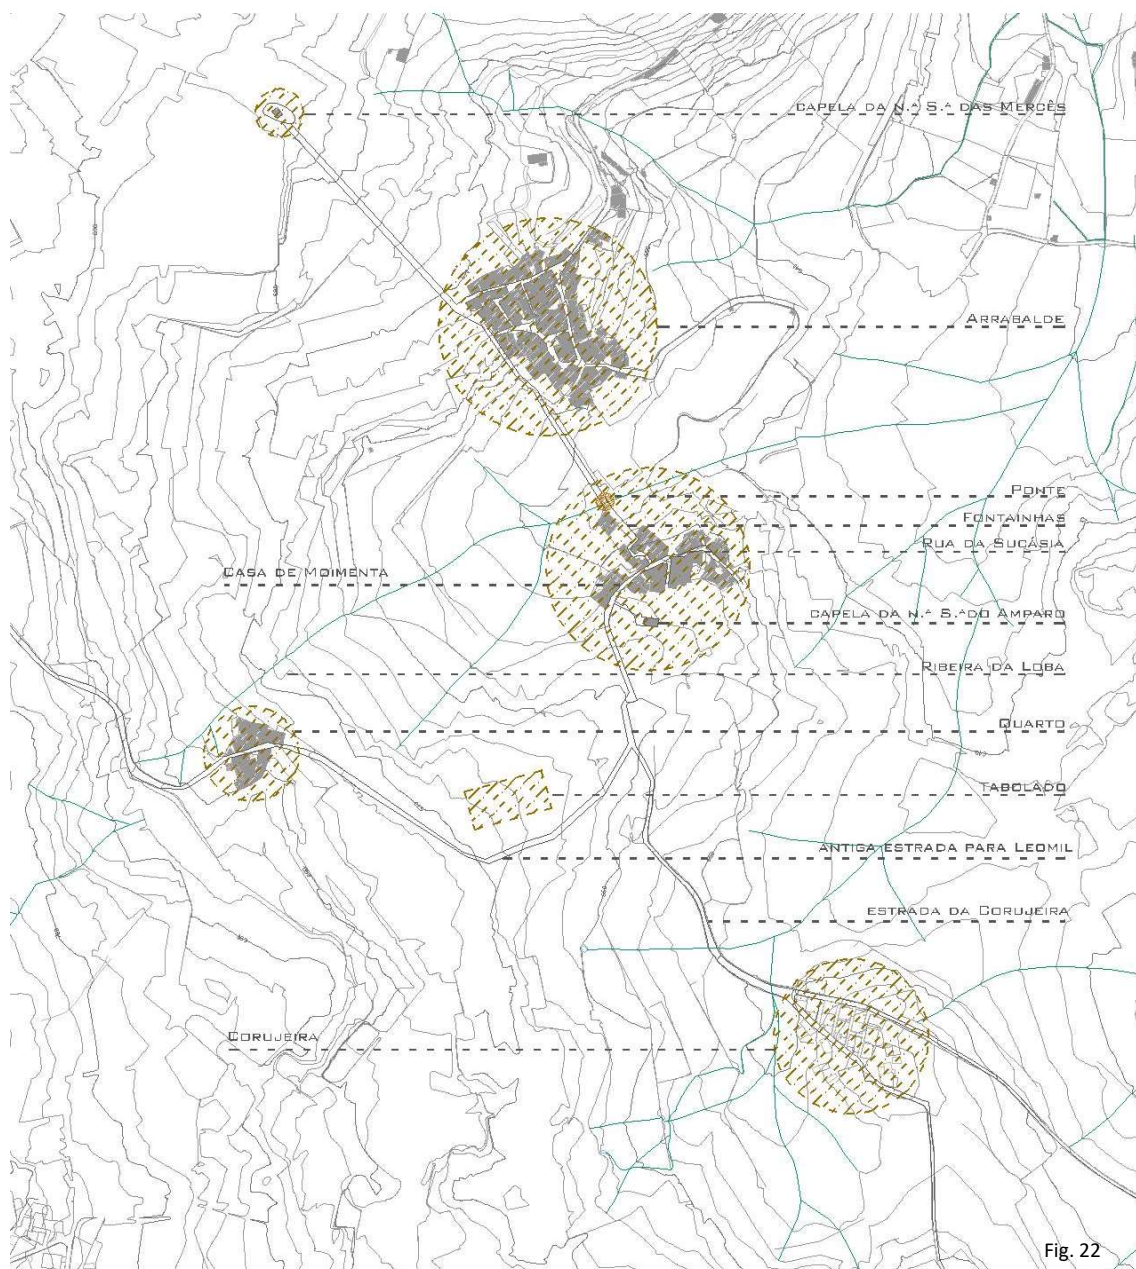 CAPELA DA N.ª S.ª DAS MERCÊS
ARRABALDE
PONTE
FONTAINHAS
RUA DA SUCÁSIA
CASA DE MOIMENTA
CAPELA DA N.ª S.ª DO AMPARO
RIBEIRA DA LOBA
QUARTO
TABOLADO
ANTIGA ESTRADA PARA LEOMIL
ESTRADA DA CORUJEIRA
CORUJEIRA
Fig. 22